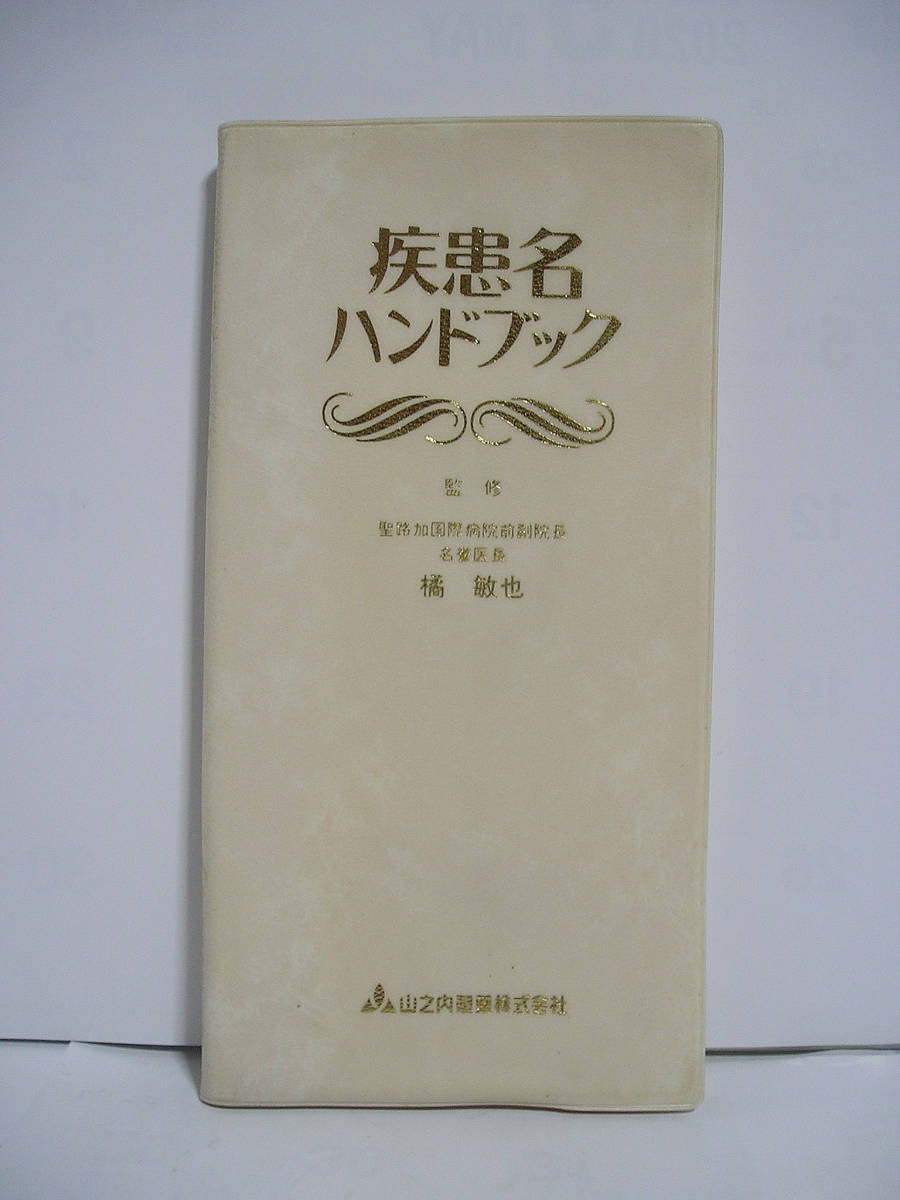 疾患名
ハンドブック
監修
聖路加国際病院前副院長
名誉医長
橘 敏也
山之内製薬株式会社